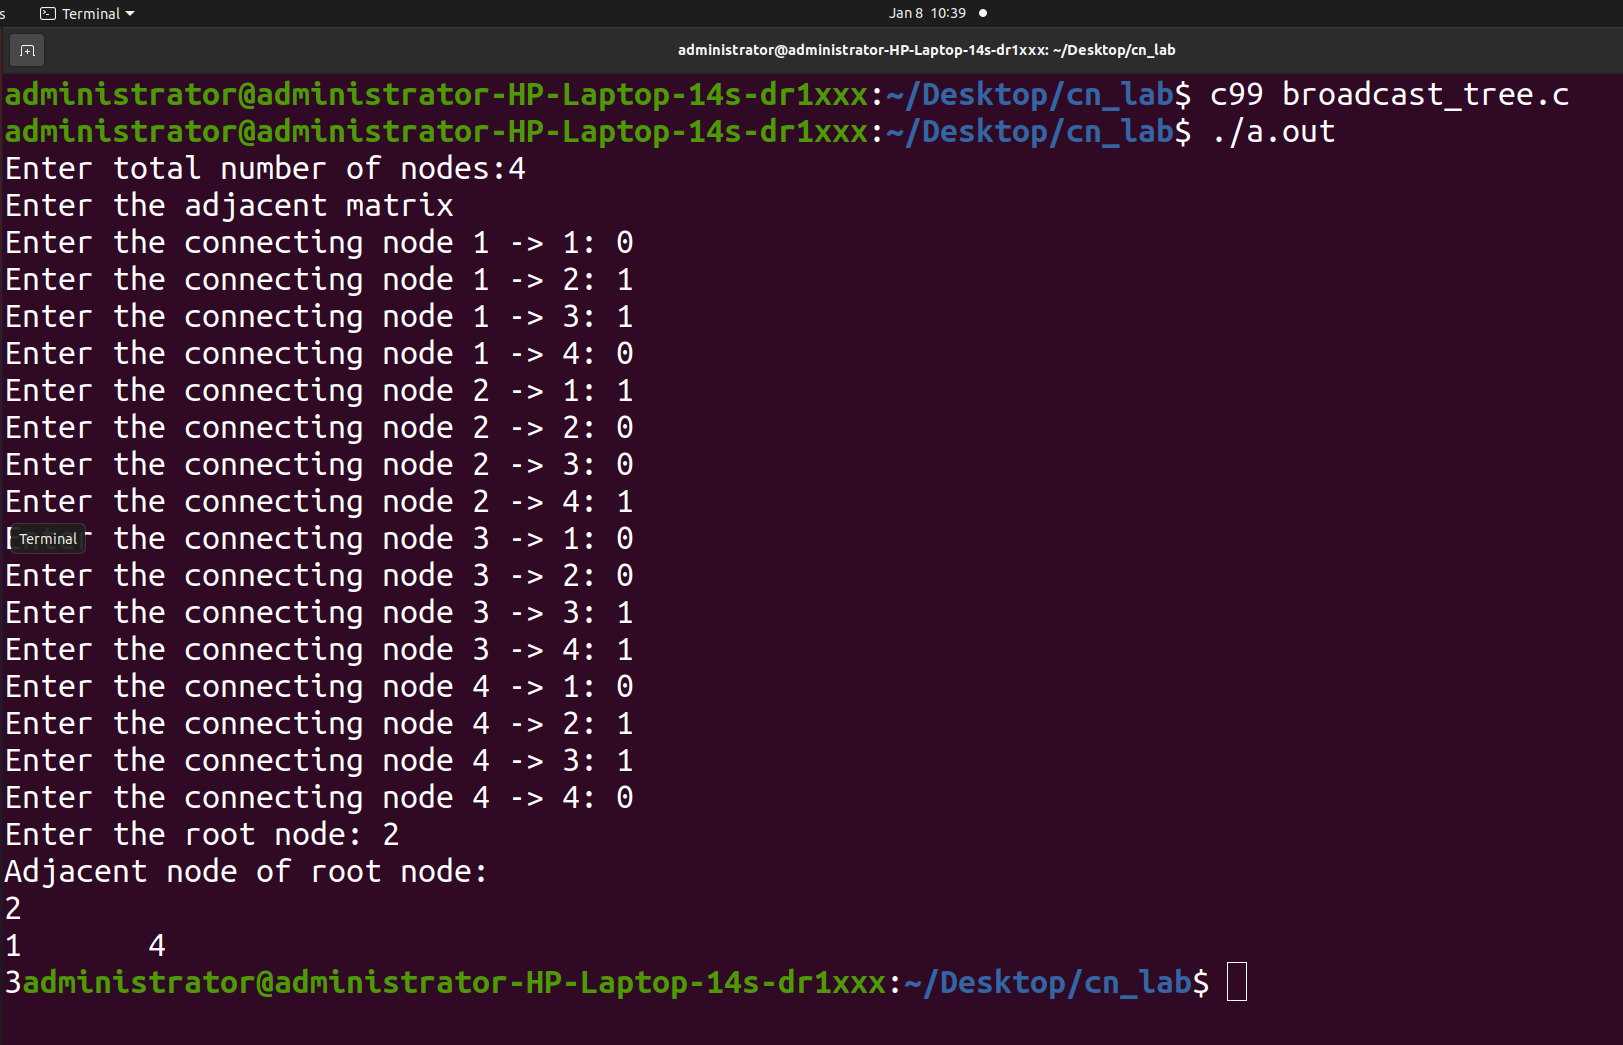 s Terminal Jan 8 10:39
administrator@administrator-HP-Laptop-14s-dr1xxx: ~/Desktop/cn_lab
administrator@administrator-HP-Laptop-14s-dr1xxx:~/Desktop/cn_lab$ c99 broadcast_tree.c
administrator@administrator-HP-Laptop-14s-dr1xxx:~/Desktop/cn_lab$ ./a.out
Enter total number of nodes:4
Enter the adjacent matrix
Enter the connecting node 1 -> 1: 0
Enter the connecting node 1 -> 2: 1
Enter the connecting node 1 -> 3: 1
Enter the connecting node 1 -> 4: 0
Enter the connecting node 2 -> 1: 1
Enter the connecting node 2 -> 2: 0
Enter the connecting node 2 -> 3: 0
Enter the connecting node 2 -> 4: 1
Terminal the connecting node 3 -> 1: 0
Enter the connecting node 3 -> 2: 0
Enter the connecting node 3 -> 3: 1
Enter the connecting node 3 -> 4: 1
Enter the connecting node 4 -> 1: 0
Enter the connecting node 4 -> 2: 1
Enter the connecting node 4 -> 3: 1
Enter the connecting node 4 -> 4: 0
Enter the root node: 2
Adjacent node of root node:
2
1 4
3administrator@administrator-HP-Laptop-14s-dr1xxx:~/Desktop/cn_lab$